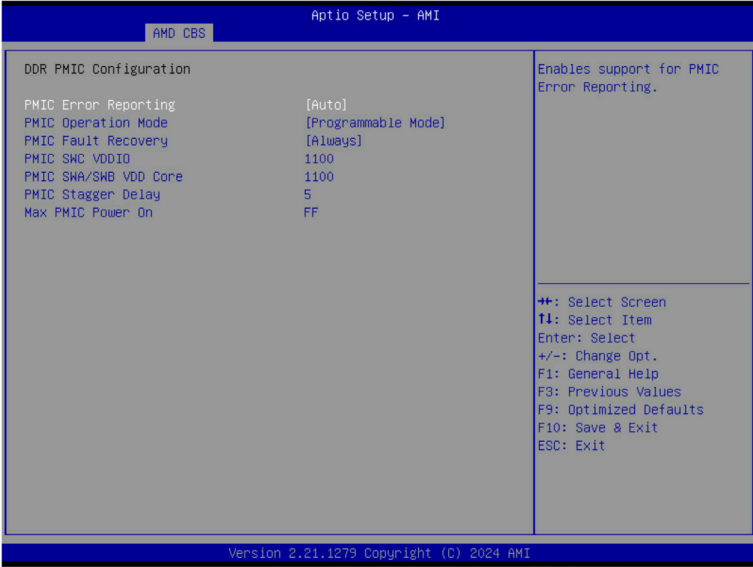 Aptio Setup – AMI
AMD CBS
DDR PMIC Configuration
PMIC Error Reporting [Auto]
PMIC Operation Mode [Programmable Mode]
PMIC Fault Recovery [Always]
PMIC SWC VDDIO 1100
PMIC SWA/SWB VDD Core 1100
PMIC Stagger Delay 5
Max PMIC Power On FF
Enables support for PMIC
Error Reporting.
→←: Select Screen
↑↓: Select Item
Enter: Select
+/-: Change Opt.
F1: General Help
F3: Previous Values
F9: Optimized Defaults
F10: Save & Exit
ESC: Exit
Version 2.21.1279 Copyright (C) 2024 AMI